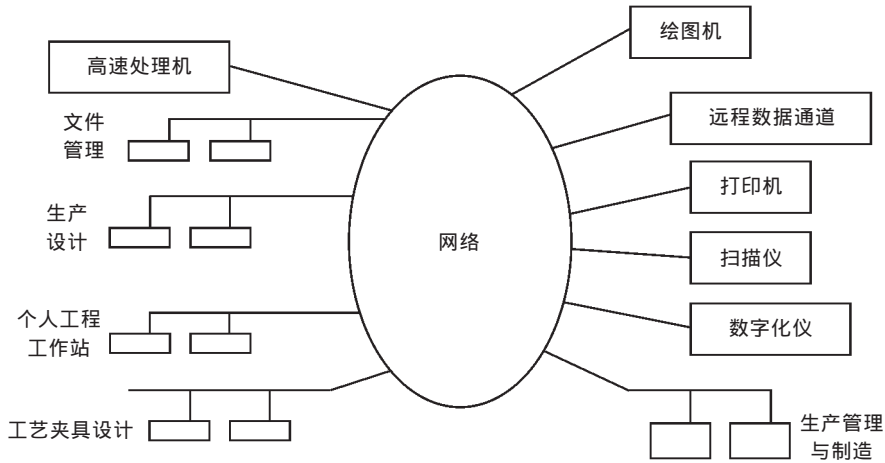 绘图机
高速处理机
远程数据通道
文件
管理
打印机
生产
设计
网络
扫描仪
个人工程
工作站
数字化仪
工艺夹具设计
生产管理
与制造